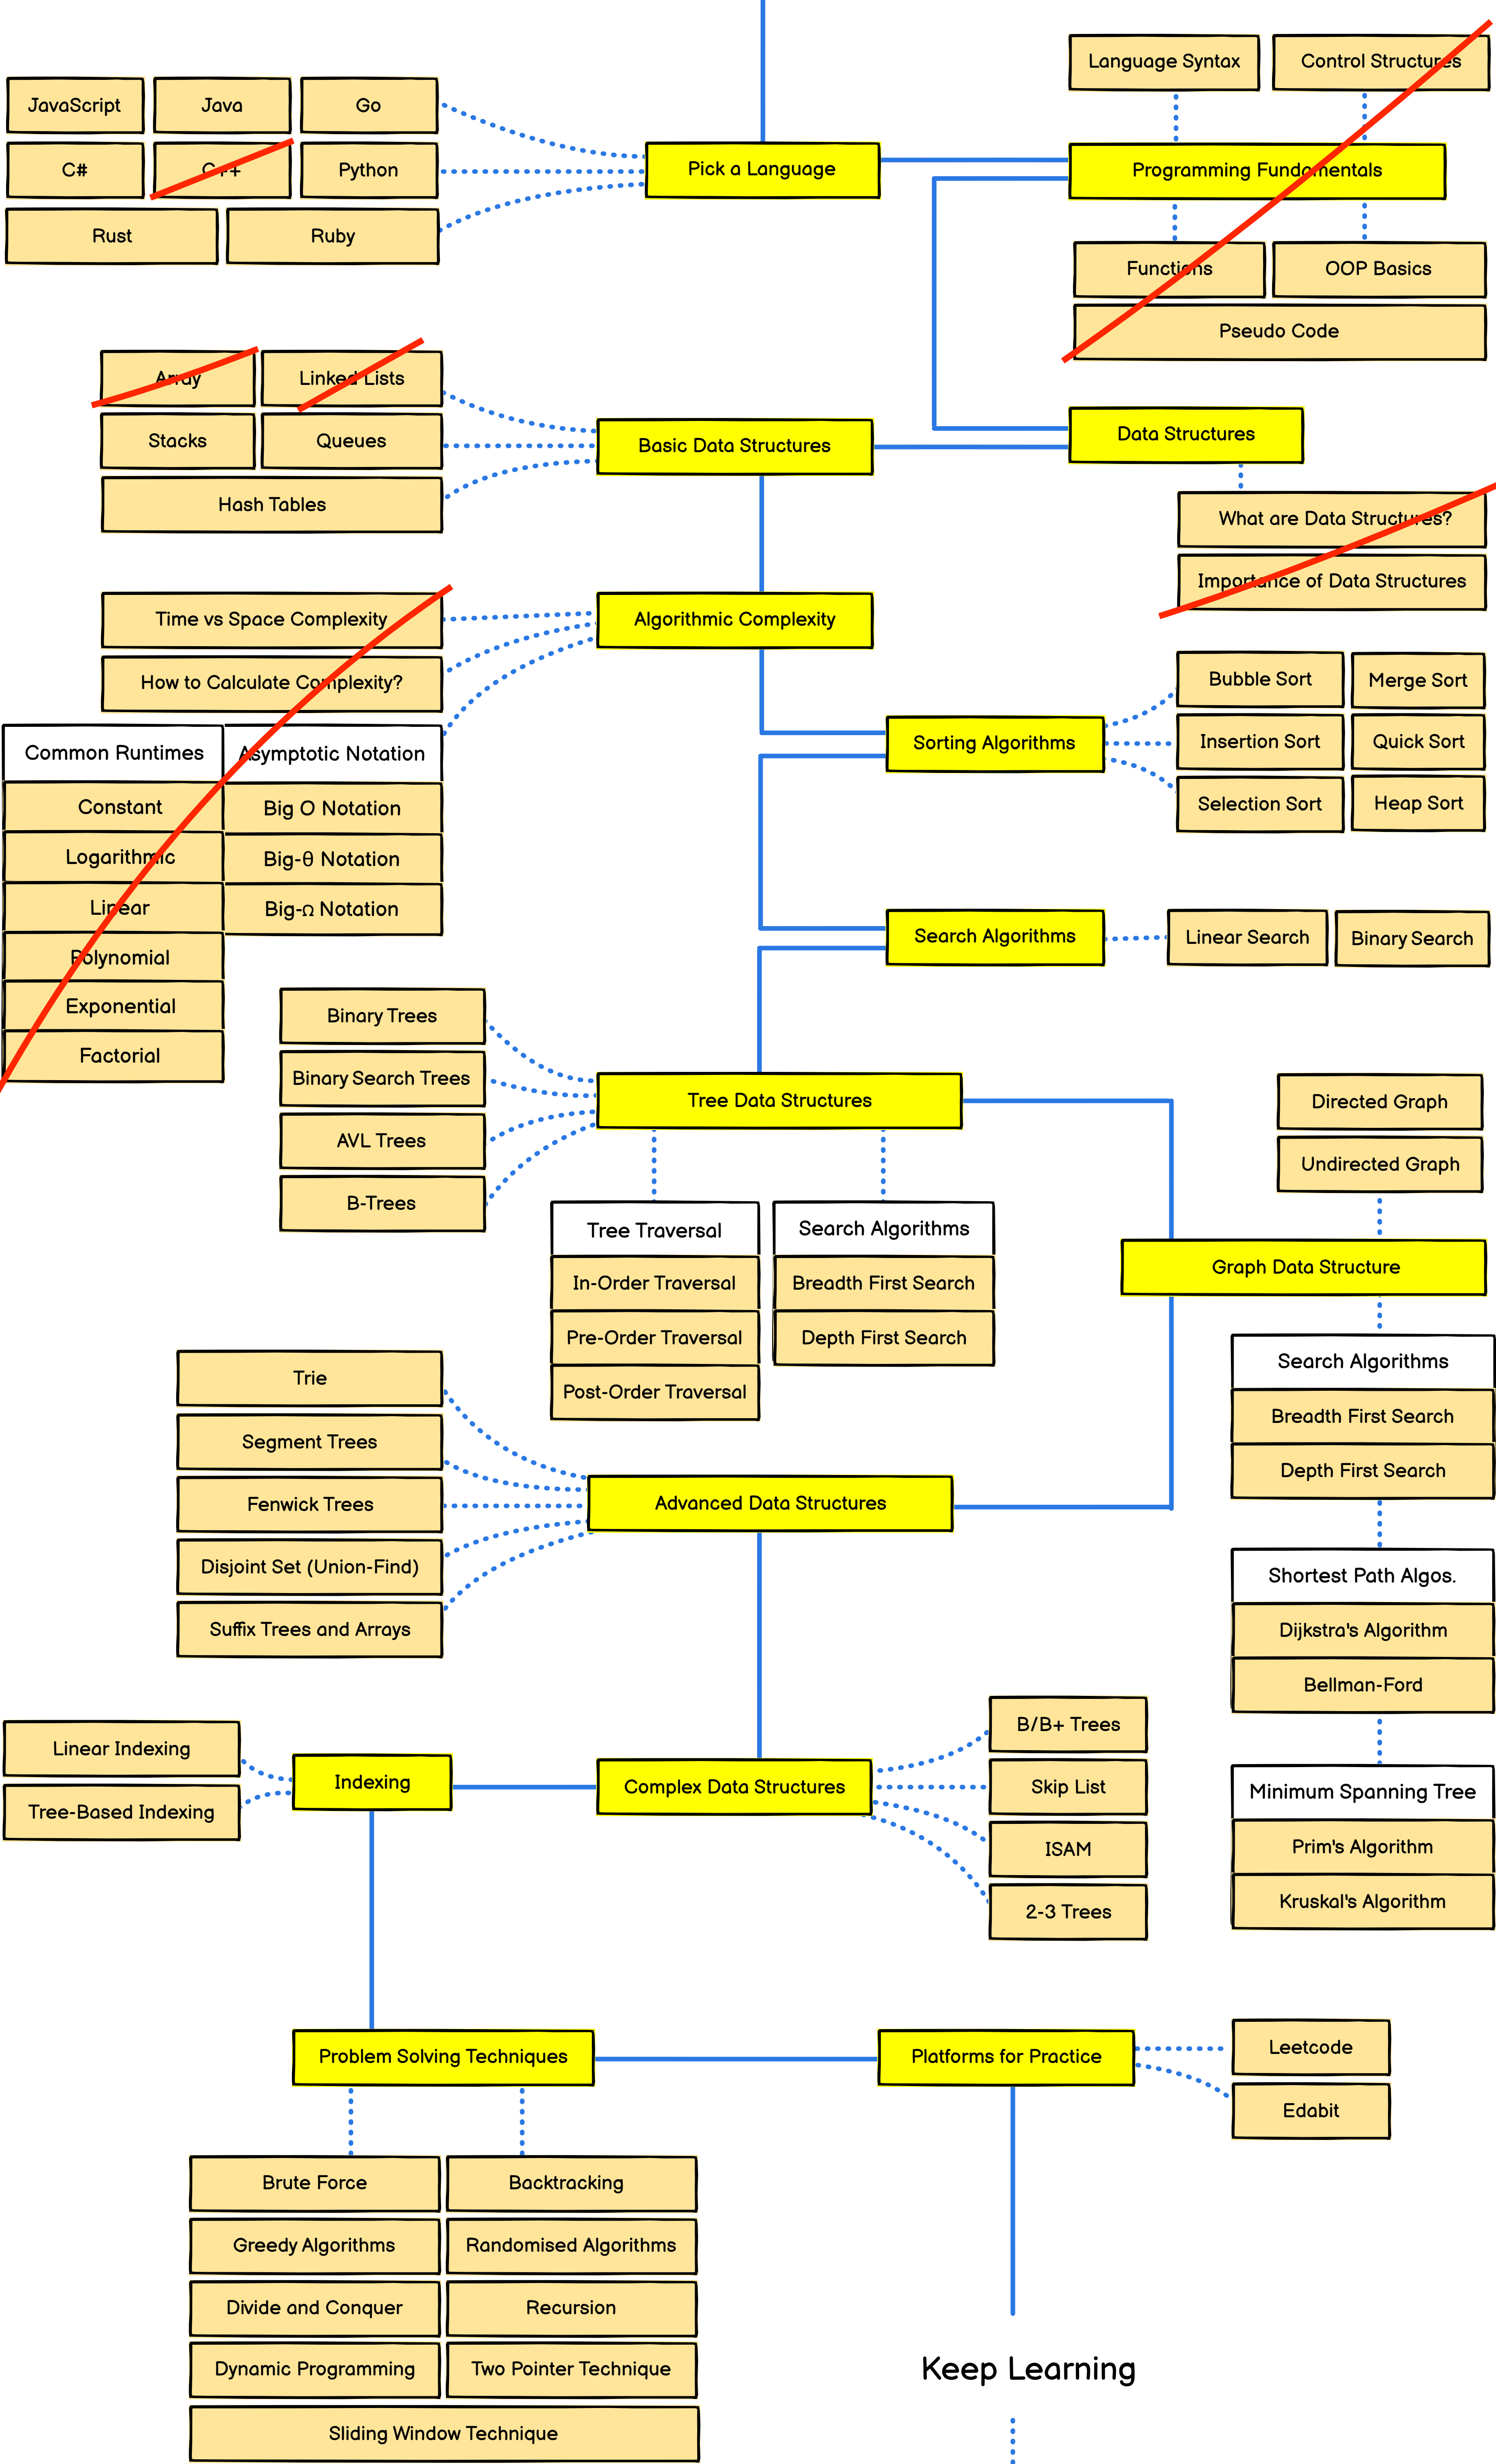 Language Syntax
Control Structures
JavaScript
Java
Go
C#
C++
Python
Rust
Ruby
Pick a Language
Programming Fundamentals
Functions
OOP Basics
Pseudo Code
Array
Linked Lists
Stacks
Queues
Hash Tables
Basic Data Structures
Data Structures
What are Data Structures?
Importance of Data Structures
Time vs Space Complexity
How to Calculate Complexity?
Algorithmic Complexity
Common Runtimes
Constant
Logarithmic
Linear
Polynomial
Exponential
Factorial
Asymptotic Notation
Big O Notation
Big-θ Notation
Big-Ω Notation
Sorting Algorithms
Bubble Sort
Merge Sort
Insertion Sort
Quick Sort
Selection Sort
Heap Sort
Search Algorithms
Linear Search
Binary Search
Binary Trees
Binary Search Trees
AVL Trees
B-Trees
Tree Data Structures
Tree Traversal
In-Order Traversal
Pre-Order Traversal
Post-Order Traversal
Search Algorithms
Breadth First Search
Depth First Search
Directed Graph
Undirected Graph
Graph Data Structure
Search Algorithms
Breadth First Search
Depth First Search
Shortest Path Algos.
Dijkstra's Algorithm
Bellman-Ford
Minimum Spanning Tree
Prim's Algorithm
Kruskal's Algorithm
Trie
Segment Trees
Fenwick Trees
Disjoint Set (Union-Find)
Suffix Trees and Arrays
Advanced Data Structures
Linear Indexing
Tree-Based Indexing
Indexing
Complex Data Structures
B/B+ Trees
Skip List
ISAM
2-3 Trees
Problem Solving Techniques
Platforms for Practice
Leetcode
Edabit
Brute Force
Backtracking
Greedy Algorithms
Randomised Algorithms
Divide and Conquer
Recursion
Dynamic Programming
Two Pointer Technique
Sliding Window Technique
Keep Learning